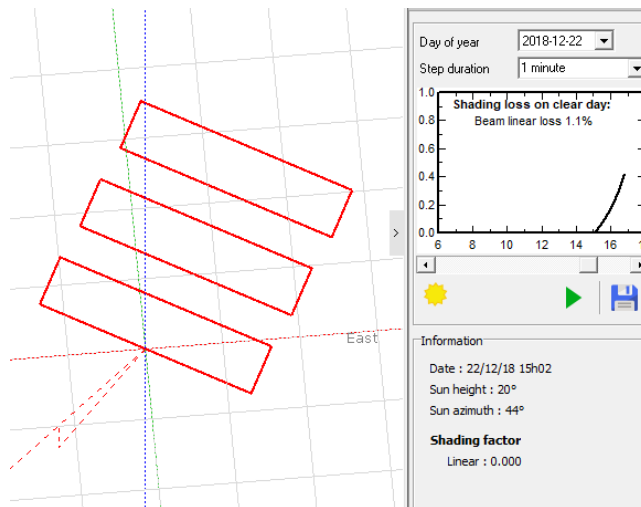 Day of year 2018-12-22
Step duration 1 minute
1.0
Shading loss on clear day:
Beam linear loss 1.1%
0.8
0.6
0.4
0.2
0.0
6 8 10 12 14 16 1
East
>
Information
Date : 22/12/18 15h02
Sun height : 20°
Sun azimuth : 44°
Shading factor
Linear : 0.000